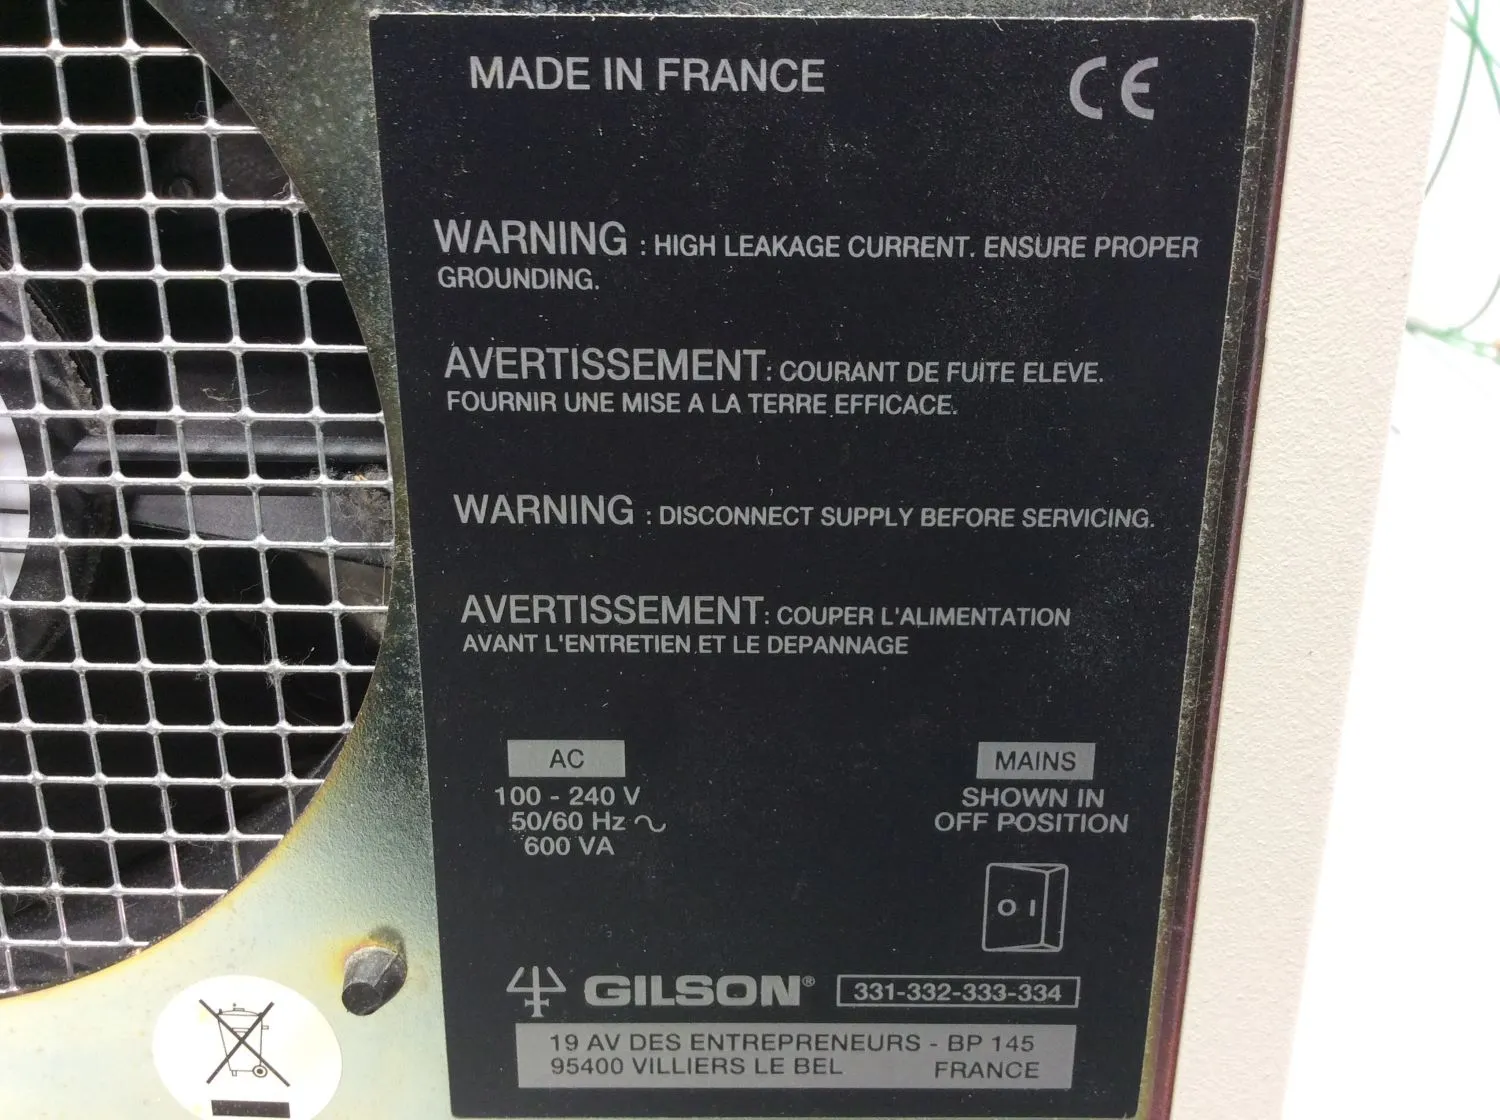 MADE IN FRANCE
CE
WARNING : HIGH LEAKAGE CURRENT. ENSURE PROPER
GROUNDING.
AVERTISSEMENT: COURANT DE FUITE ELEVE.
FOURNIR UNE MISE A LA TERRE EFFICACE.
WARNING : DISCONNECT SUPPLY BEFORE SERVICING.
AVERTISSEMENT: COUPER L'ALIMENTATION
AVANT L'ENTRETIEN ET LE DEPANNAGE
AC
100 - 240 V
50/60 Hz ~
600 VA
MAINS
SHOWN IN
OFF POSITION
O I
GILSON® 331-332-333-334
19 AV DES ENTREPRENEURS - BP 145
95400 VILLIERS LE BEL FRANCE